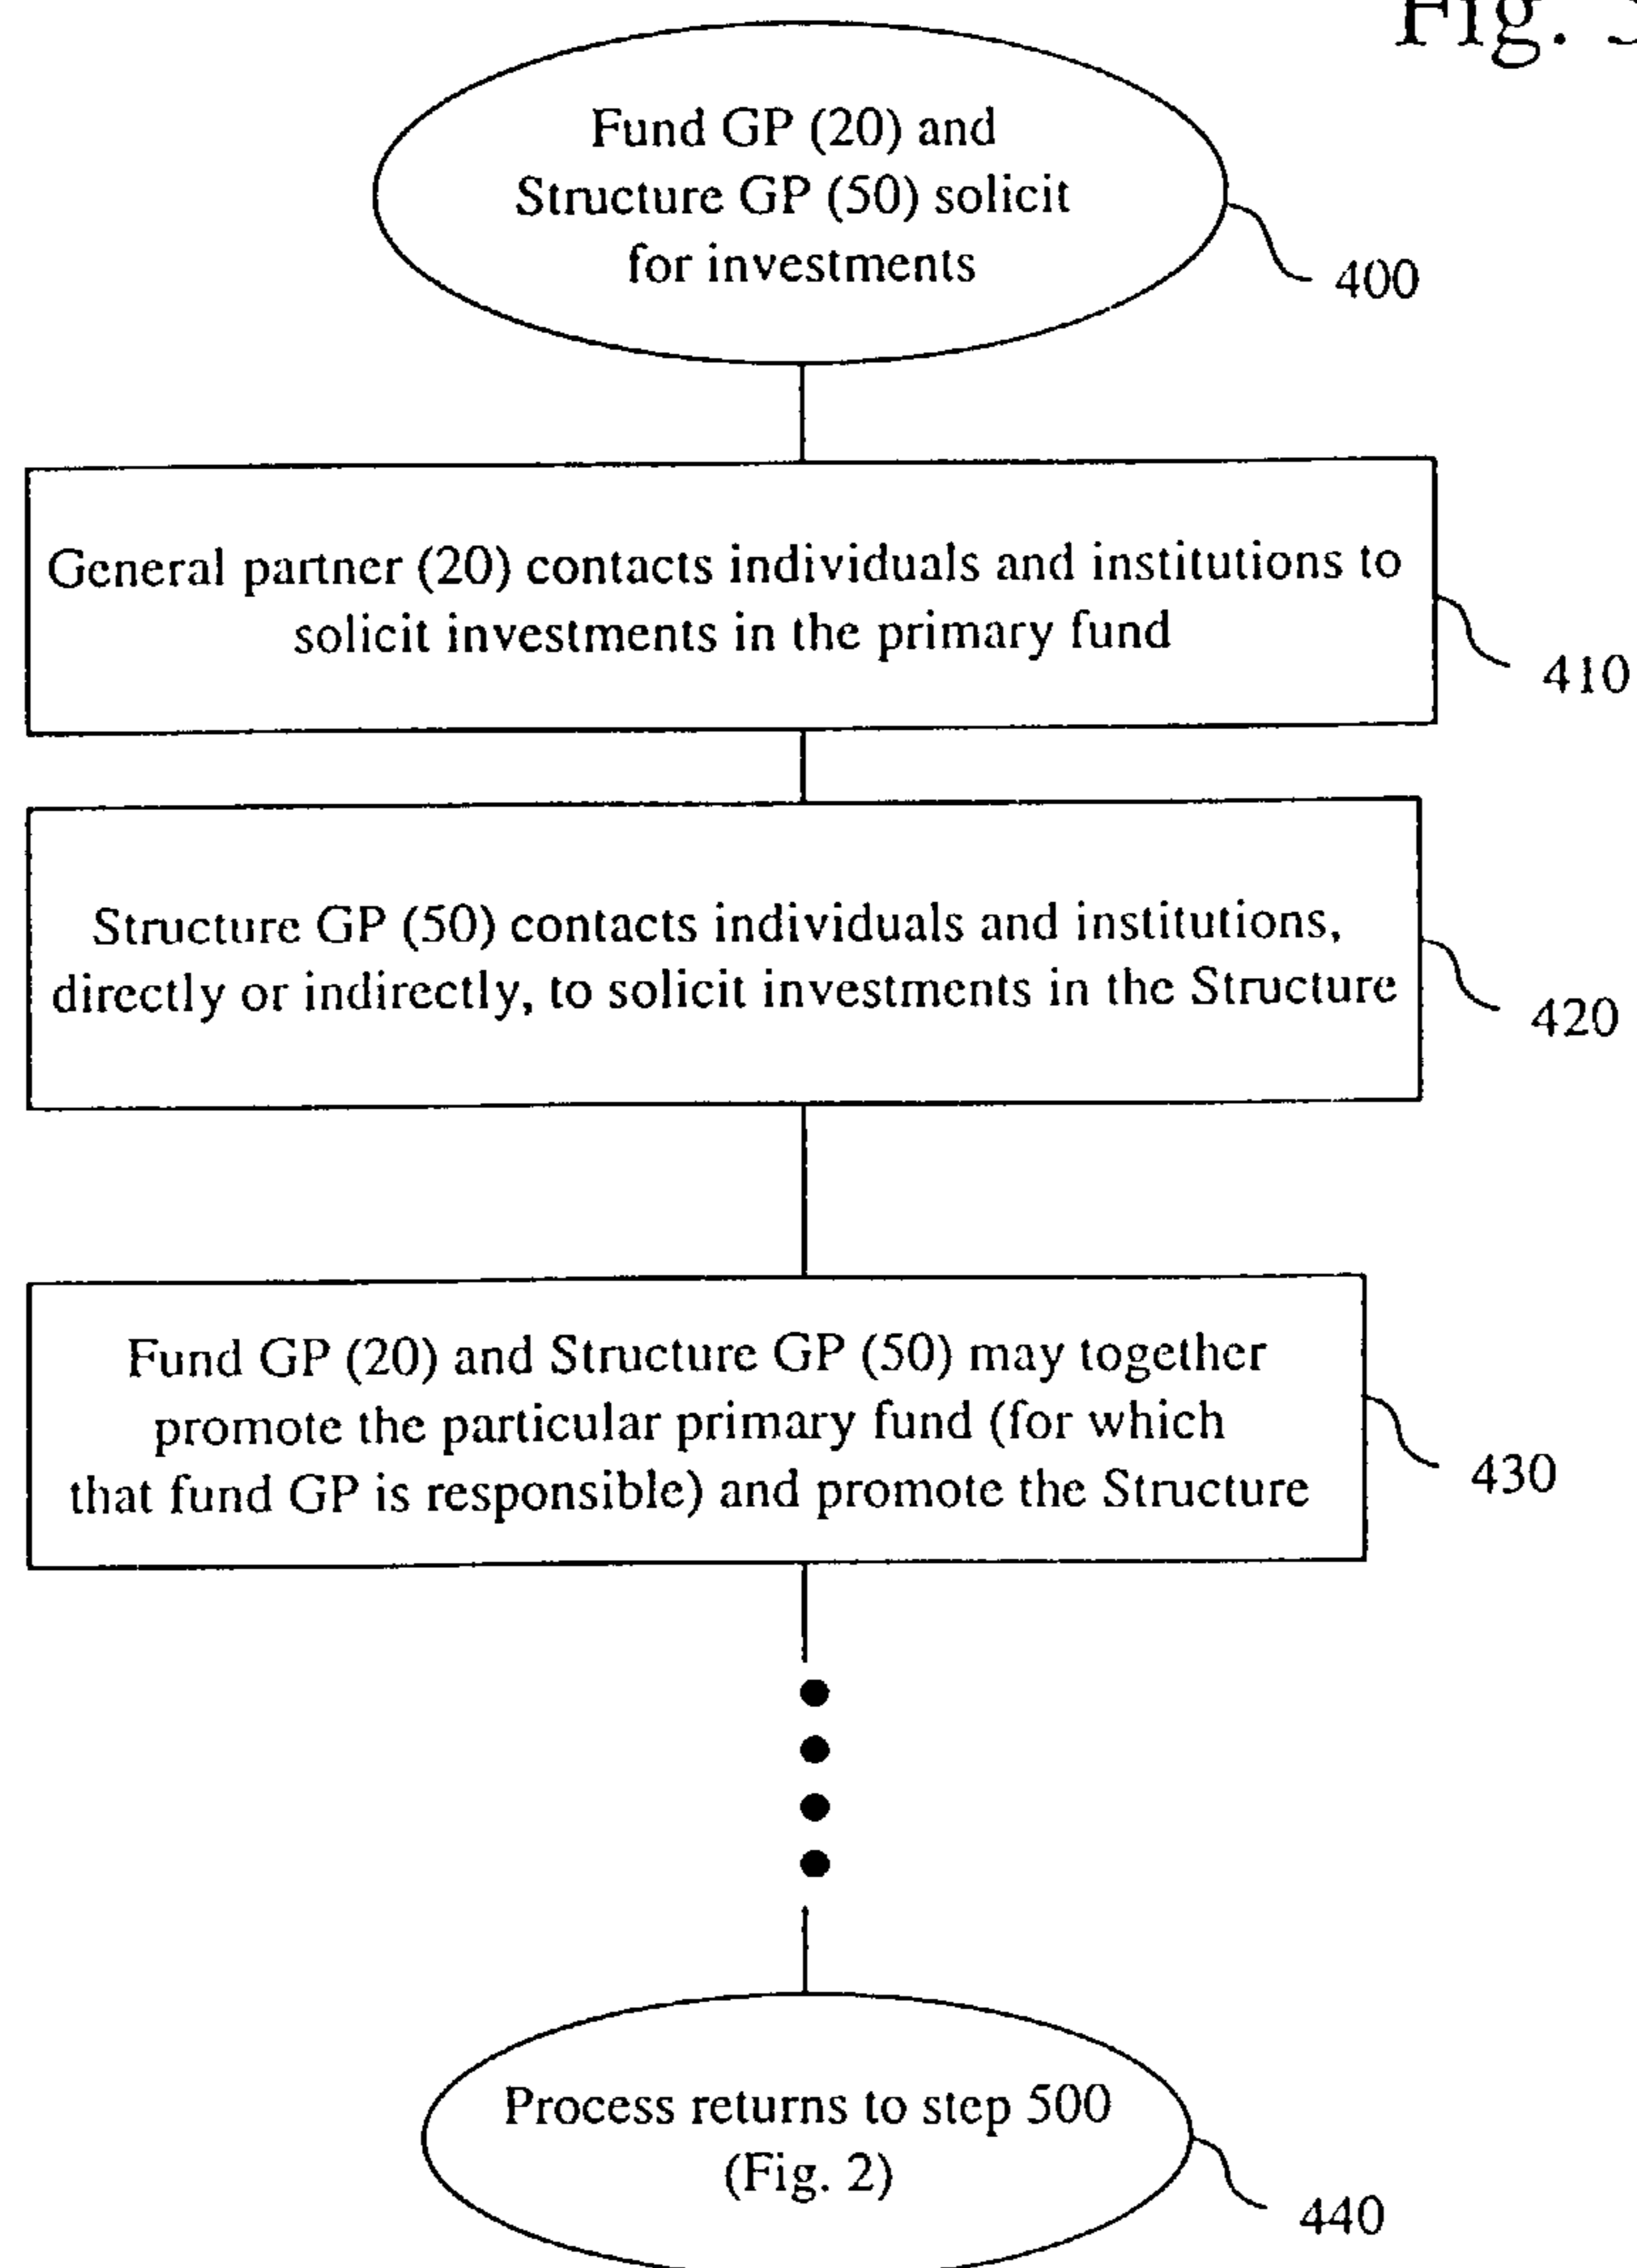 Fig.
Fund GP (20) and
Structure GP (50) solicit
for investments
400
General partner (20) contacts individuals and institutions to
solicit investments in the primary fund
410
Structure GP (50) contacts individuals and institutions,
directly or indirectly, to solicit investments in the Structure
420
Fund GP (20) and Structure GP (50) may together
promote the particular primary fund (for which
that fund GP is responsible) and promote the Structure
430
Process returns to step 500
(Fig. 2)
440